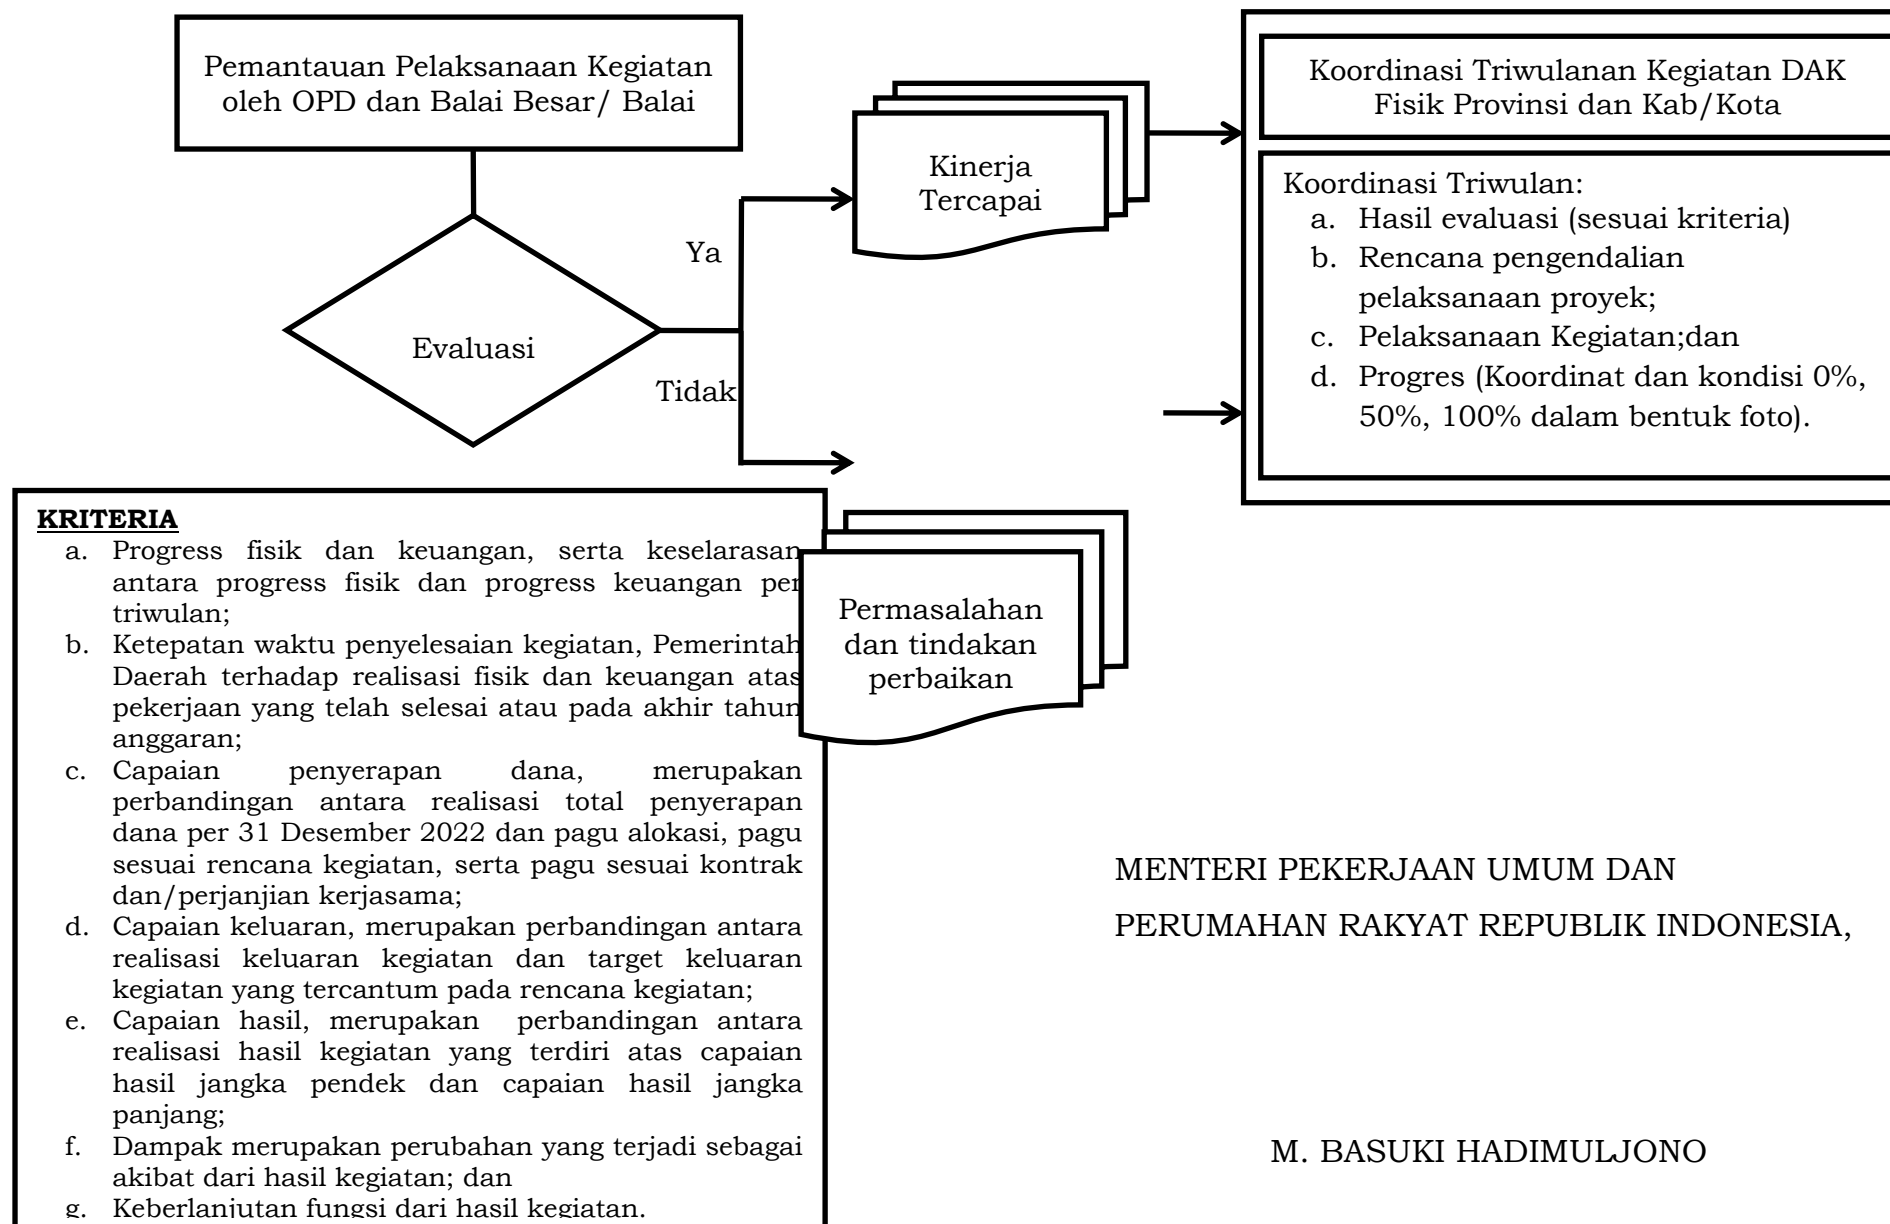 Pemantauan Pelaksanaan Kegiatan
oleh OPD dan Balai Besar/ Balai
Evaluasi
Ya
Tidak
Kinerja
Tercapai
Koordinasi Triwulanan Kegiatan DAK
Fisik Provinsi dan Kab/Kota
Koordinasi Triwulan:
a. Hasil evaluasi (sesuai kriteria)
b. Rencana pengendalian
pelaksanaan proyek;
c. Pelaksanaan Kegiatan;dan
d. Progres (Koordinat dan kondisi 0%,
50%, 100% dalam bentuk foto).
KRITERIA
a. Progress fisik dan keuangan, serta keselarasan
antara progress fisik dan progress keuangan per
triwulan;
b. Ketepatan waktu penyelesaian kegiatan, Pemerintah
Daerah terhadap realisasi fisik dan keuangan atas
pekerjaan yang telah selesai atau pada akhir tahun
anggaran;
c. Capaian penyerapan dana, merupakan
perbandingan antara realisasi total penyerapan
dana per 31 Desember 2022 dan pagu alokasi, pagu
sesuai rencana kegiatan, serta pagu sesuai kontrak
dan/perjanjian kerjasama;
d. Capaian keluaran, merupakan perbandingan antara
realisasi keluaran kegiatan dan target keluaran
kegiatan yang tercantum pada rencana kegiatan;
e. Capaian hasil, merupakan perbandingan antara
realisasi hasil kegiatan yang terdiri atas capaian
hasil jangka pendek dan capaian hasil jangka
panjang;
f. Dampak merupakan perubahan yang terjadi sebagai
akibat dari hasil kegiatan; dan
g. Keberlanjutan fungsi dari hasil kegiatan.
Permasalahan
dan tindakan
perbaikan
MENTERI PEKERJAAN UMUM DAN
PERUMAHAN RAKYAT REPUBLIK INDONESIA,
M. BASUKI HADIMULJONO